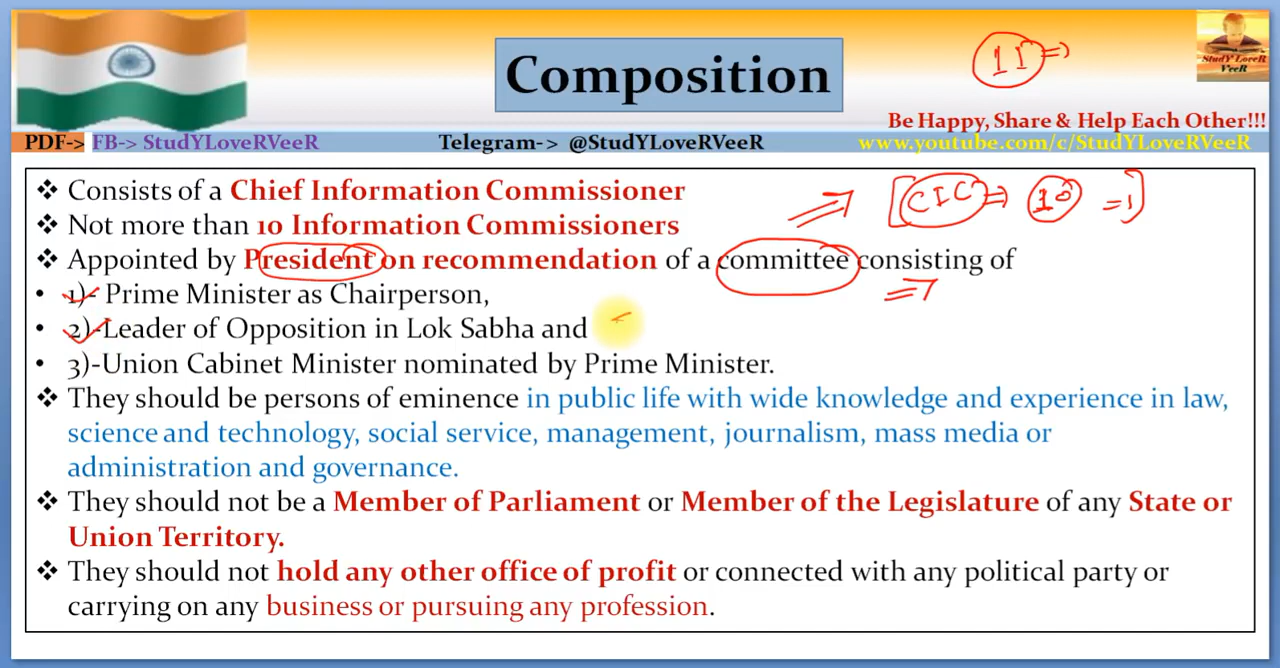 Composition
11 =>
StudY LoveR
VeeR
Be Happy, Share & Help Each Other!!!
PDF-> FB-> StudYLoveRVeeR Telegram-> @StudYLoveRVeeR www.youtube.com/c/StudYLoveRVeeR
❖ Consists of a Chief Information Commissioner
[CIC => 10 =1]
❖ Not more than 10 Information Commissioners
❖ Appointed by President on recommendation of a committee consisting of
• 1)- Prime Minister as Chairperson,
• 2)-Leader of Opposition in Lok Sabha and
• 3)-Union Cabinet Minister nominated by Prime Minister.
❖ They should be persons of eminence in public life with wide knowledge and experience in law,
science and technology, social service, management, journalism, mass media or
administration and governance.
❖ They should not be a Member of Parliament or Member of the Legislature of any State or
Union Territory.
❖ They should not hold any other office of profit or connected with any political party or
carrying on any business or pursuing any profession.